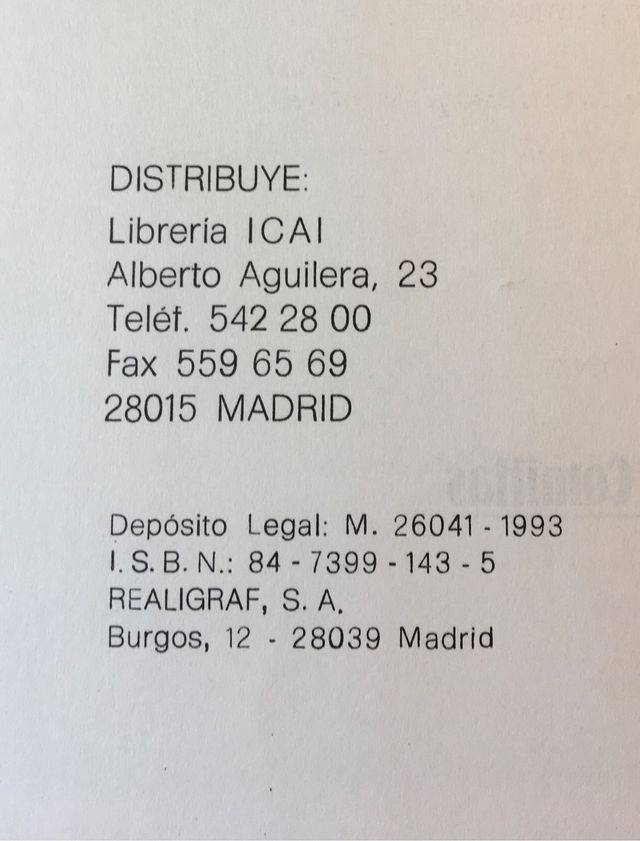 DISTRIBUYE:
Librería ICAI
Alberto Aguilera, 23
Teléf. 542 28 00
Fax 559 65 69
28015 MADRID
Comillas
Depósito Legal: M. 26041 - 1993
I. S. B. N.: 84 - 7399 - 143 - 5
REALIGRAF, S. A.
Burgos, 12 - 28039 Madrid